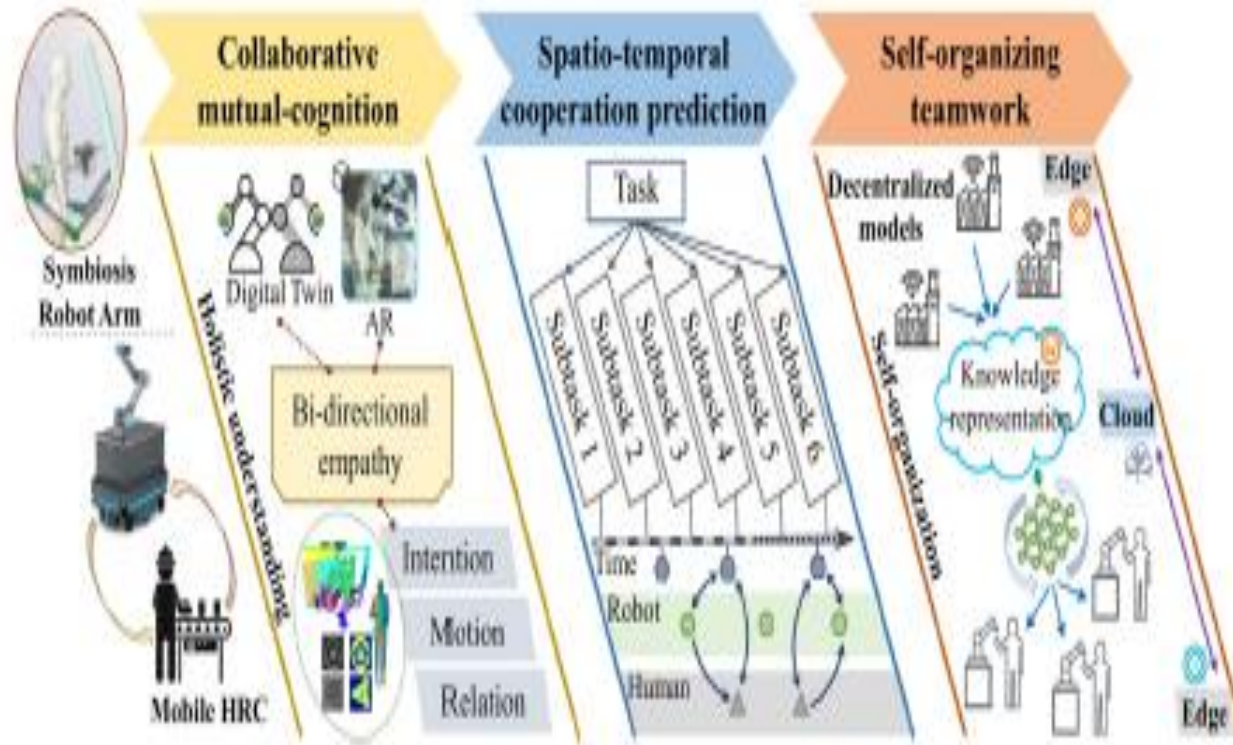 Collaborative
mutual-cognition
Spatio-temporal
cooperation prediction
Self-organizing
teamwork
Symbiosis
Robot Arm
Mobile HRC
Holistic understanding
Digital Twin
AR
Bi-directional
empathy
Intention
Motion
Relation
Task
Subtask 1
Subtask 2
Subtask 3
Subtask 4
Subtask 5
Subtask 6
Time
Robot
Human
Decentralized
models
Edge
Self-organization
Knowledge
representation
Cloud
Edge